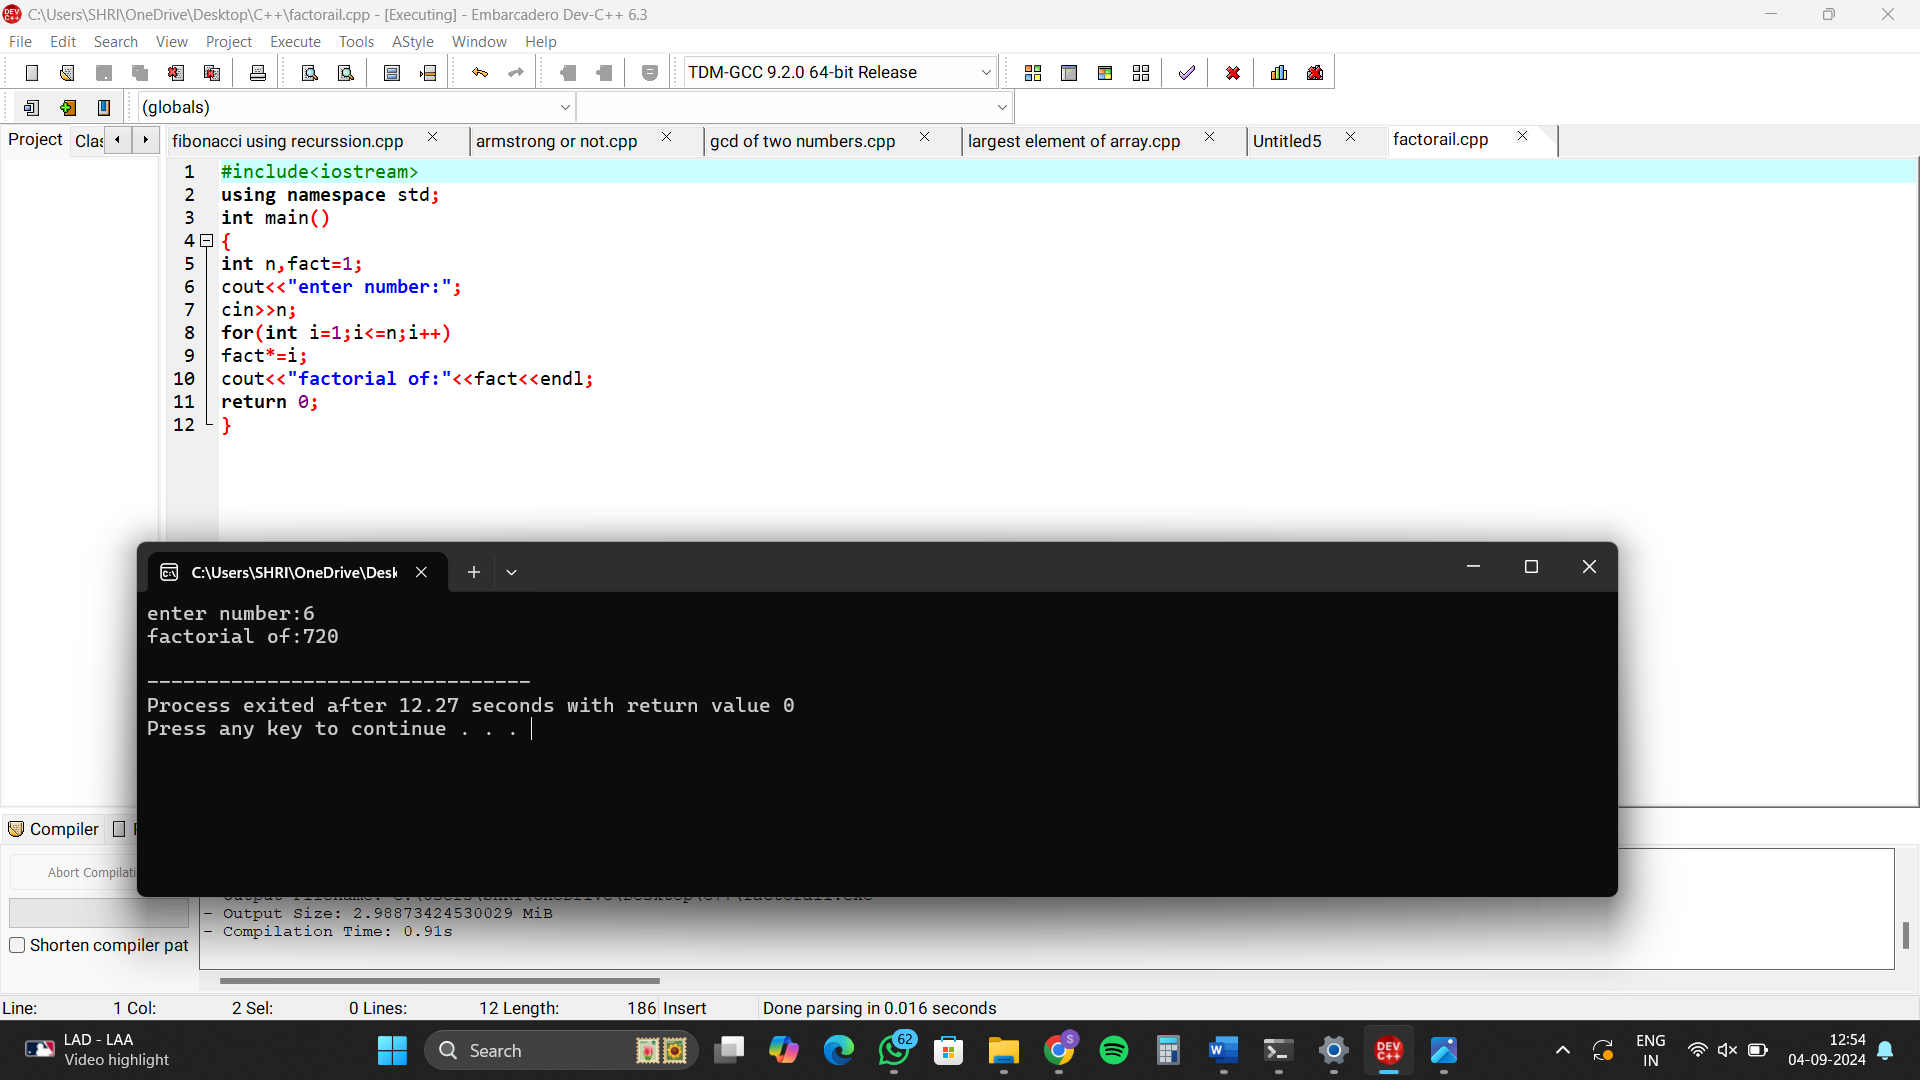 C:\Users\SHRI\OneDrive\Desktop\C++\factorail.cpp - [Executing] - Embarcadero Dev-C++ 6.3
File Edit Search View Project Execute Tools AStyle Window Help
TDM-GCC 9.2.0 64-bit Release
(globals)
Project Clas fibonacci using recurssion.cpp armstrong or not.cpp gcd of two numbers.cpp largest element of array.cpp Untitled5 factorail.cpp
1 #include<iostream>
2 using namespace std;
3 int main()
4 {
5 int n,fact=1;
6 cout<<"enter number:";
7 cin>>n;
8 for(int i=1;i<=n;i++)
9 fact*=i;
10 cout<<"factorial of:"<<fact<<endl;
11 return 0;
12 }
C:\Users\SHRI\OneDrive\Desk
enter number:6
factorial of:720
--------------------------------
Process exited after 12.27 seconds with return value 0
Press any key to continue . . .
Compiler
Abort Compilati
- Output Size: 2.98873424530029 MiB
- Compilation Time: 0.91s
Shorten compiler pat
Line: 1 Col: 2 Sel: 0 Lines: 12 Length: 186 Insert Done parsing in 0.016 seconds
LAD - LAA
Video highlight
Search
62
S
DEV C++
ENG
IN
12:54
04-09-2024